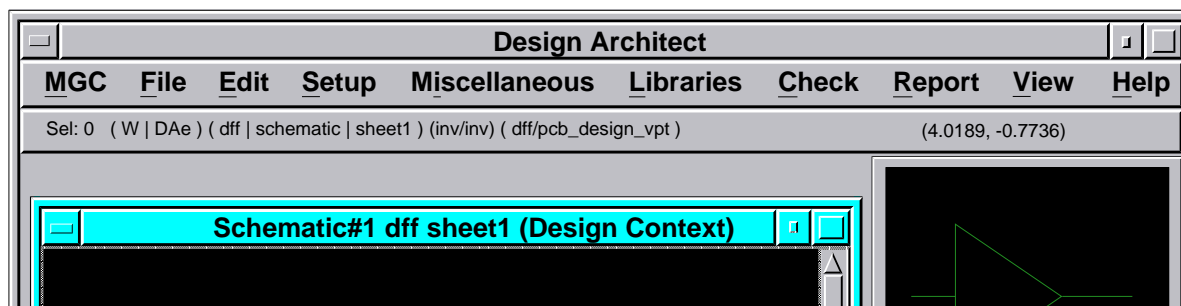 Design Architect
MGC File Edit Setup Miscellaneous Libraries Check Report View Help
Sel: 0 ( W | DAe ) ( dff | schematic | sheet1 ) (inv/inv) ( dff/pcb_design_vpt ) (4.0189, -0.7736)
Schematic#1 dff sheet1 (Design Context)